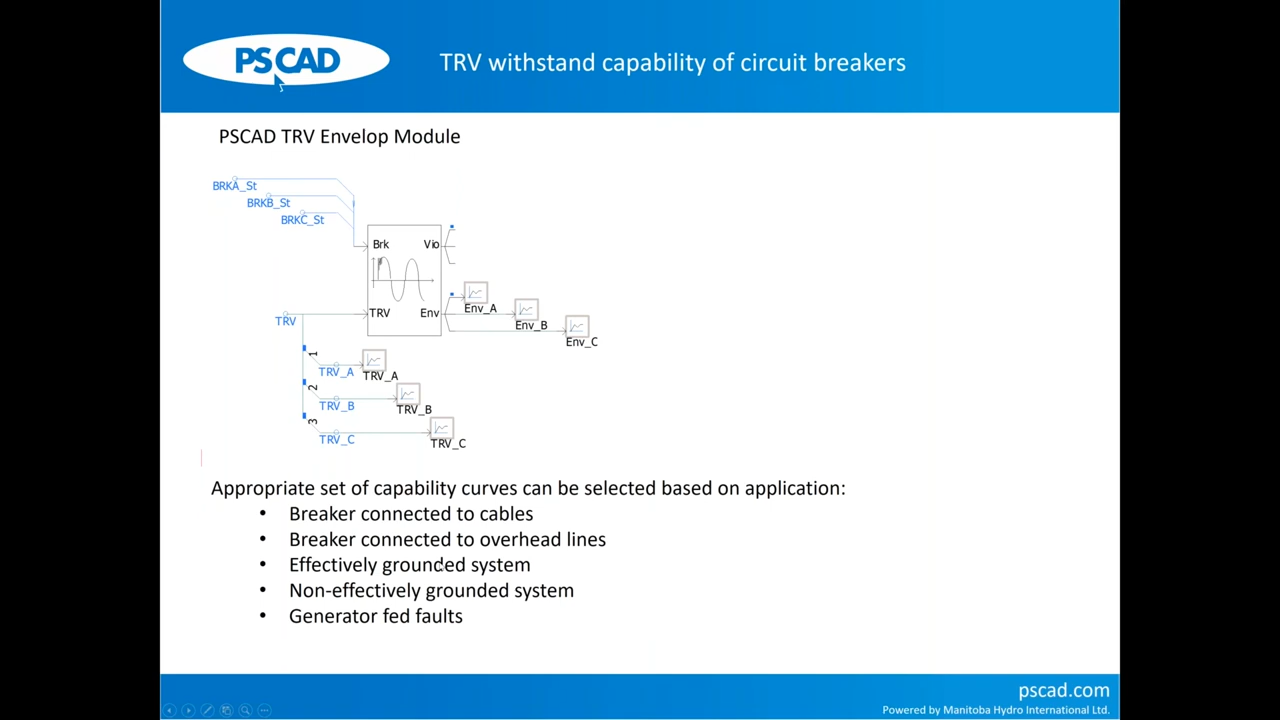 PSCAD
TRV withstand capability of circuit breakers
PSCAD TRV Envelop Module
BRKA_St
BRKB_St
BRKC_St
Brk
Vio
TRV
TRV
Env
Env_A
Env_B
Env_C
1
TRV_A
TRV_A
2
TRV_B
TRV_B
3
TRV_C
TRV_C
Appropriate set of capability curves can be selected based on application:
• Breaker connected to cables
• Breaker connected to overhead lines
• Effectively grounded system
• Non-effectively grounded system
• Generator fed faults
pscad.com
Powered by Manitoba Hydro International Ltd.